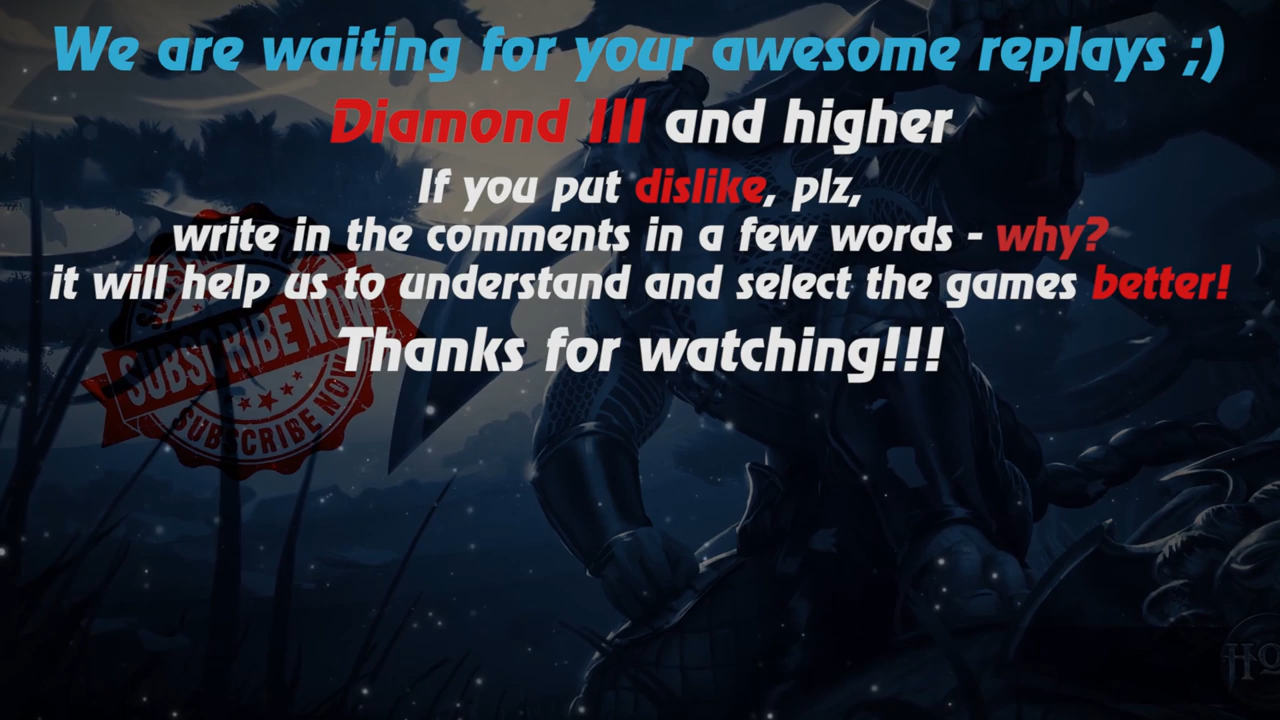 We are waiting for your awesome replays ;)
Diamond III and higher
If you put dislike, plz,
write in the comments in a few words - why?
it will help us to understand and select the games better!
Thanks for watching!!!
SUBSCRIBE NOW
SUBSCRIBE NOW
SUBSCRIBE NOW